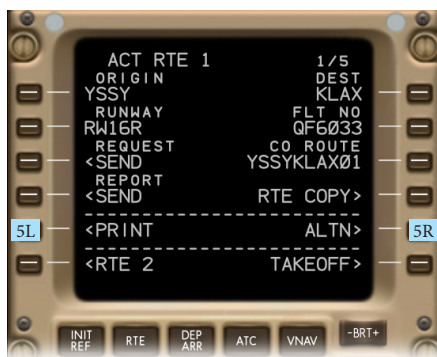 ACT RTE 1 1/5
ORIGIN DEST
YSSY KLAX
RUNWAY FLT NO
RW16R QF6033
REQUEST CO ROUTE
<SEND YSSYKLAXØ1
REPORT
<SEND RTE COPY>
5L <PRINT ALTN> 5R
<RTE 2 TAKEOFF>
INIT REF RTE DEP ARR ATC VNAV -BRT+